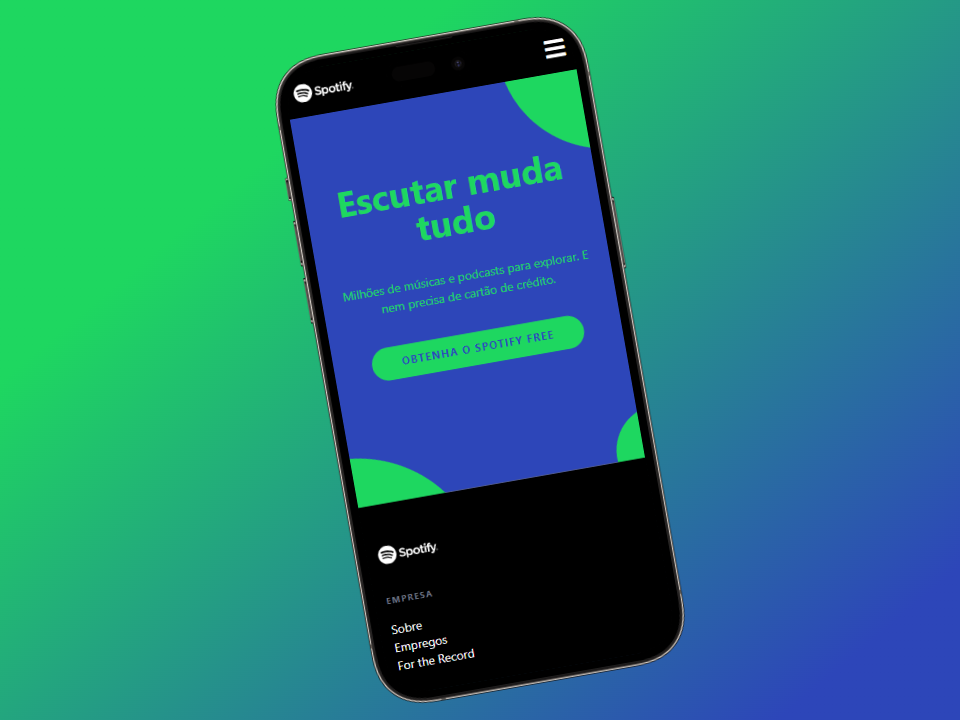 Spotify
Escutar muda
tudo
Milhões de músicas e podcasts para explorar. E
nem precisa de cartão de crédito.
OBTENHA O SPOTIFY FREE
Spotify
EMPRESA
Sobre
Empregos
For the Record